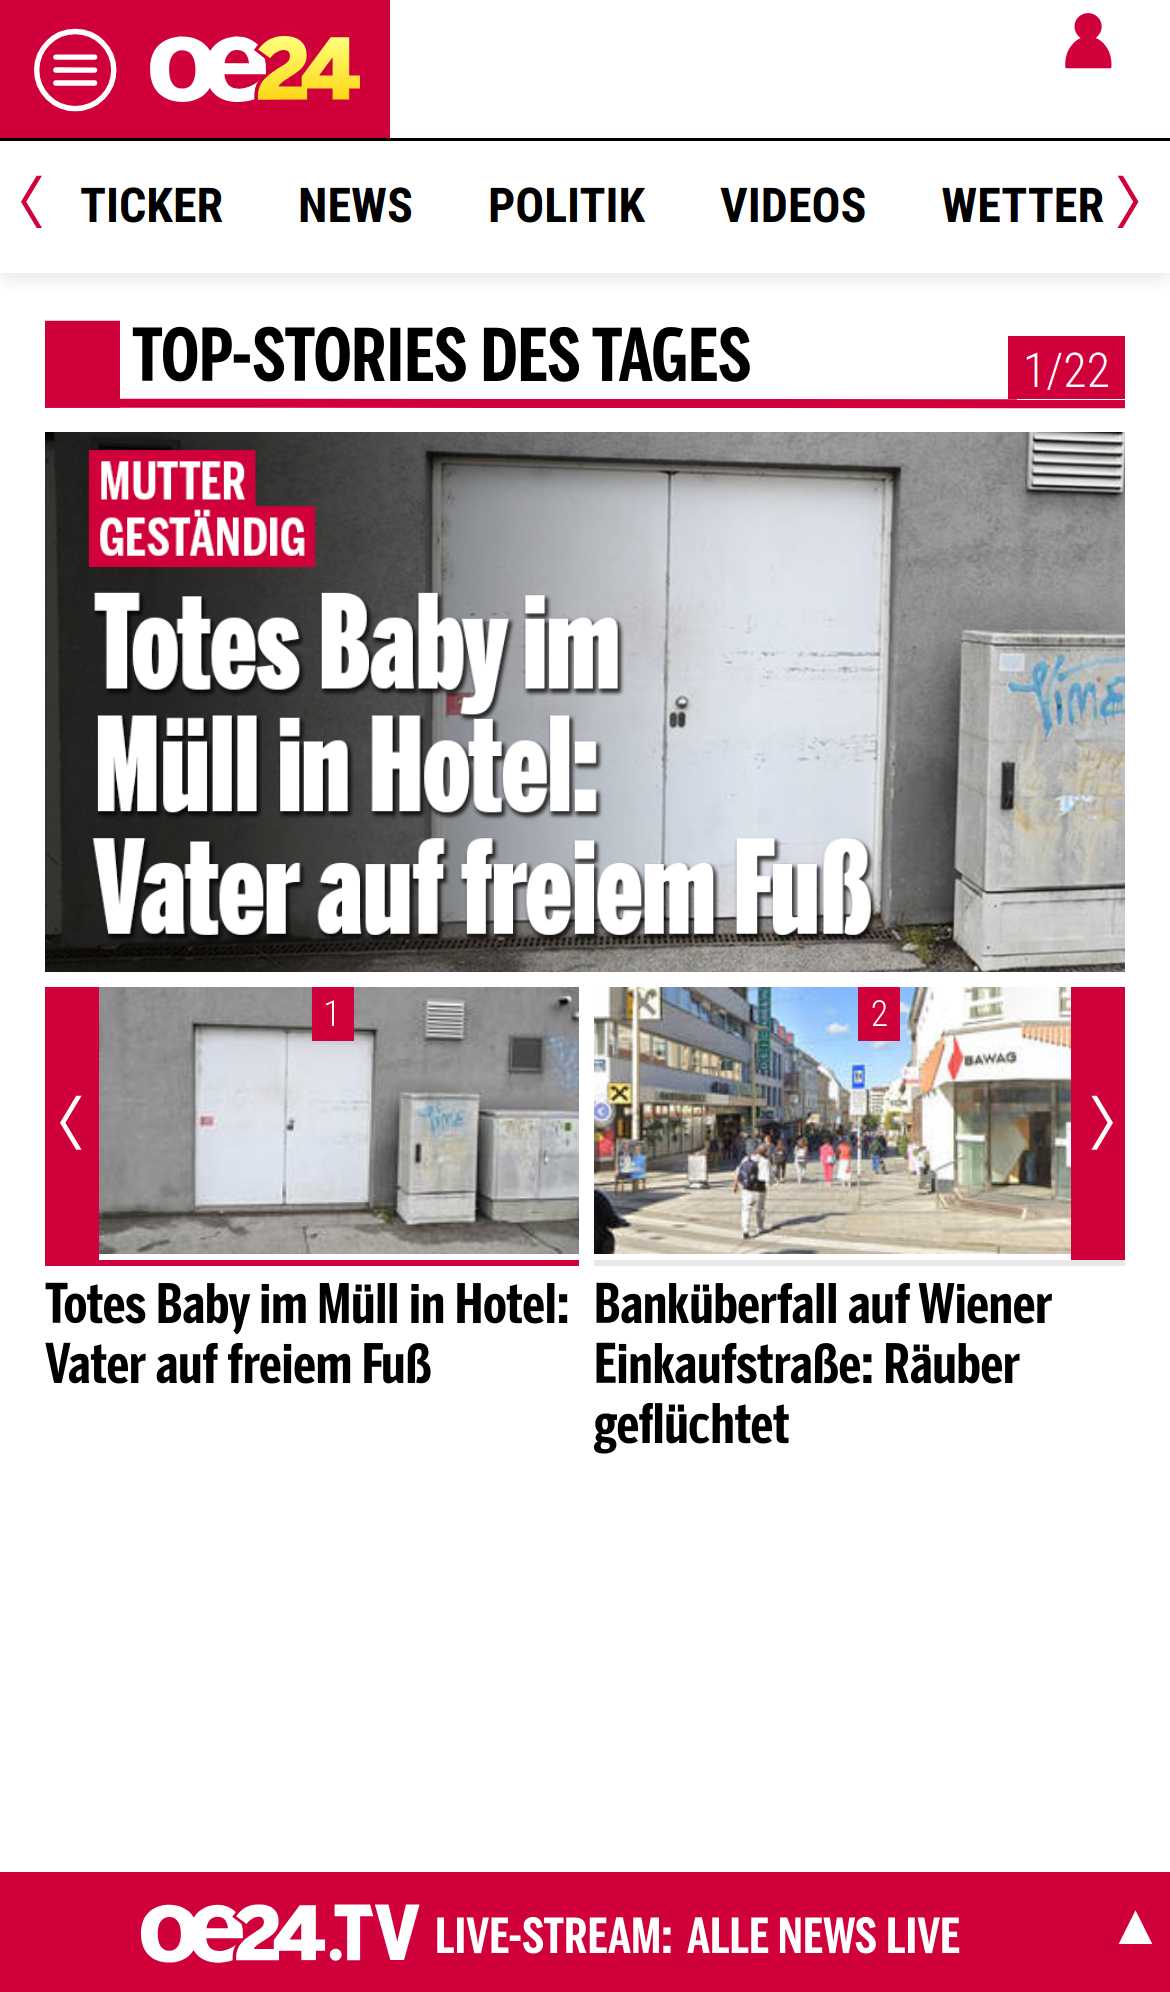 oe24
TICKER NEWS POLITIK VIDEOS WETTER
TOP-STORIES DES TAGES
1/22
MUTTER
GESTÄNDIG
Totes Baby im
Müll in Hotel:
Vater auf freiem Fuß
TIME
1
2
TIME
BAWAG
Totes Baby im Müll in Hotel:
Vater auf freiem Fuß
Banküberfall auf Wiener
Einkaufstraße: Räuber
geflüchtet
oe24.TV LIVE-STREAM: ALLE NEWS LIVE